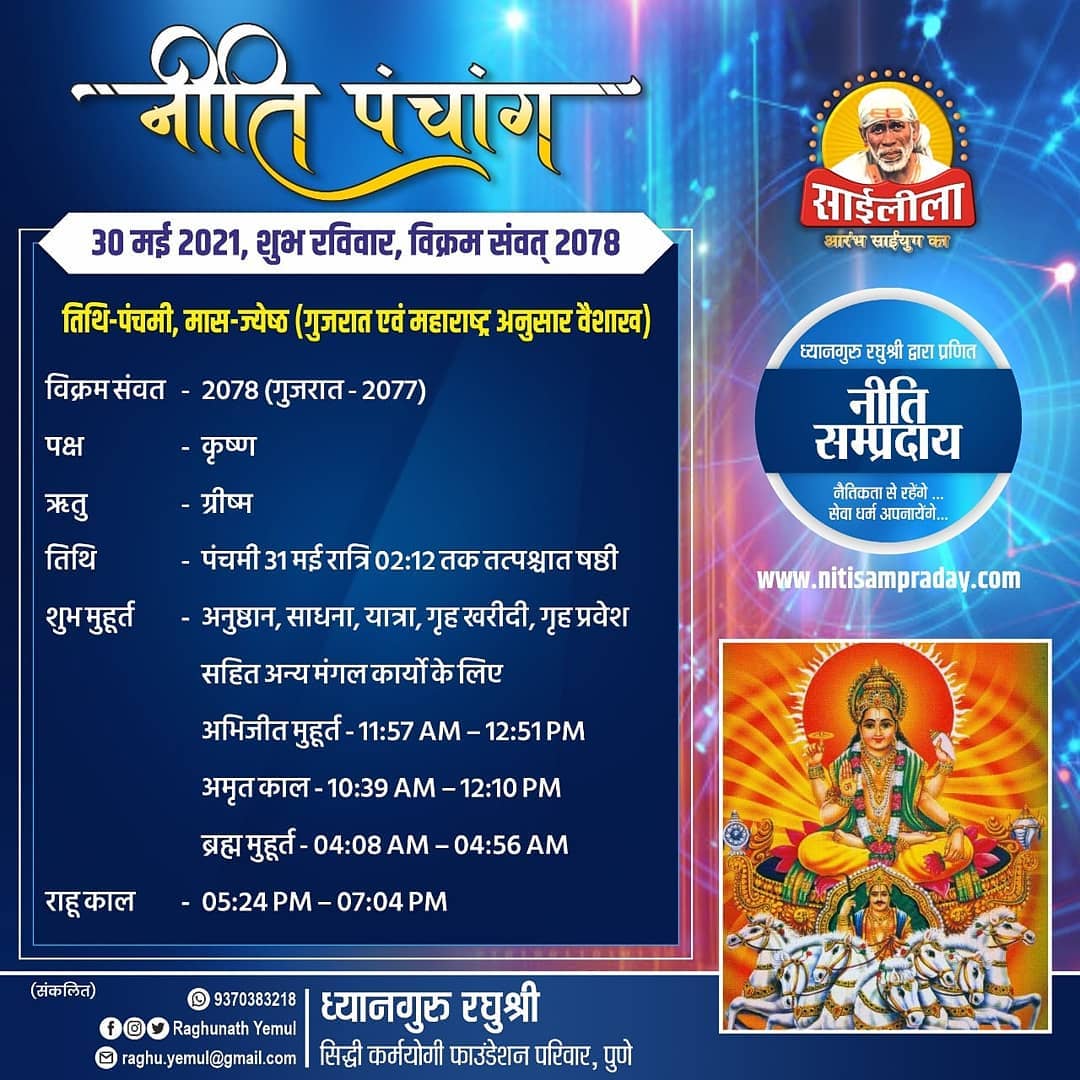 नीति पंचांग
साईलीला
आरंभ साईयुग का
30 मई 2021, शुभ रविवार, विक्रम संवत् 2078
तिथि-पंचमी, मास-ज्येष्ठ (गुजरात एवं महाराष्ट्र अनुसार वैशाख)
विक्रम संवत - 2078 (गुजरात - 2077)
पक्ष - कृष्ण
ऋतु - ग्रीष्म
तिथि - पंचमी 31 मई रात्रि 02:12 तक तत्पश्चात षष्ठी
शुभ मुहूर्त - अनुष्ठान, साधना, यात्रा, गृह खरीदी, गृह प्रवेश
सहित अन्य मंगल कार्यो के लिए
अभिजीत मुहूर्त - 11:57 AM – 12:51 PM
अमृत काल - 10:39 AM – 12:10 PM
ब्रह्म मुहूर्त - 04:08 AM – 04:56 AM
राहू काल - 05:24 PM – 07:04 PM
ध्यानगुरु रघुश्री द्वारा प्रणित
नीति
सम्प्रदाय
नैतिकता से रहेंगे ...
सेवा धर्म अपनायेंगे...
www.nitisampraday.com
(संकलित)
9370383218
Raghunath Yemul
raghu.yemul@gmail.com
ध्यानगुरु रघुश्री
सिद्धी कर्मयोगी फाउंडेशन परिवार, पुणे